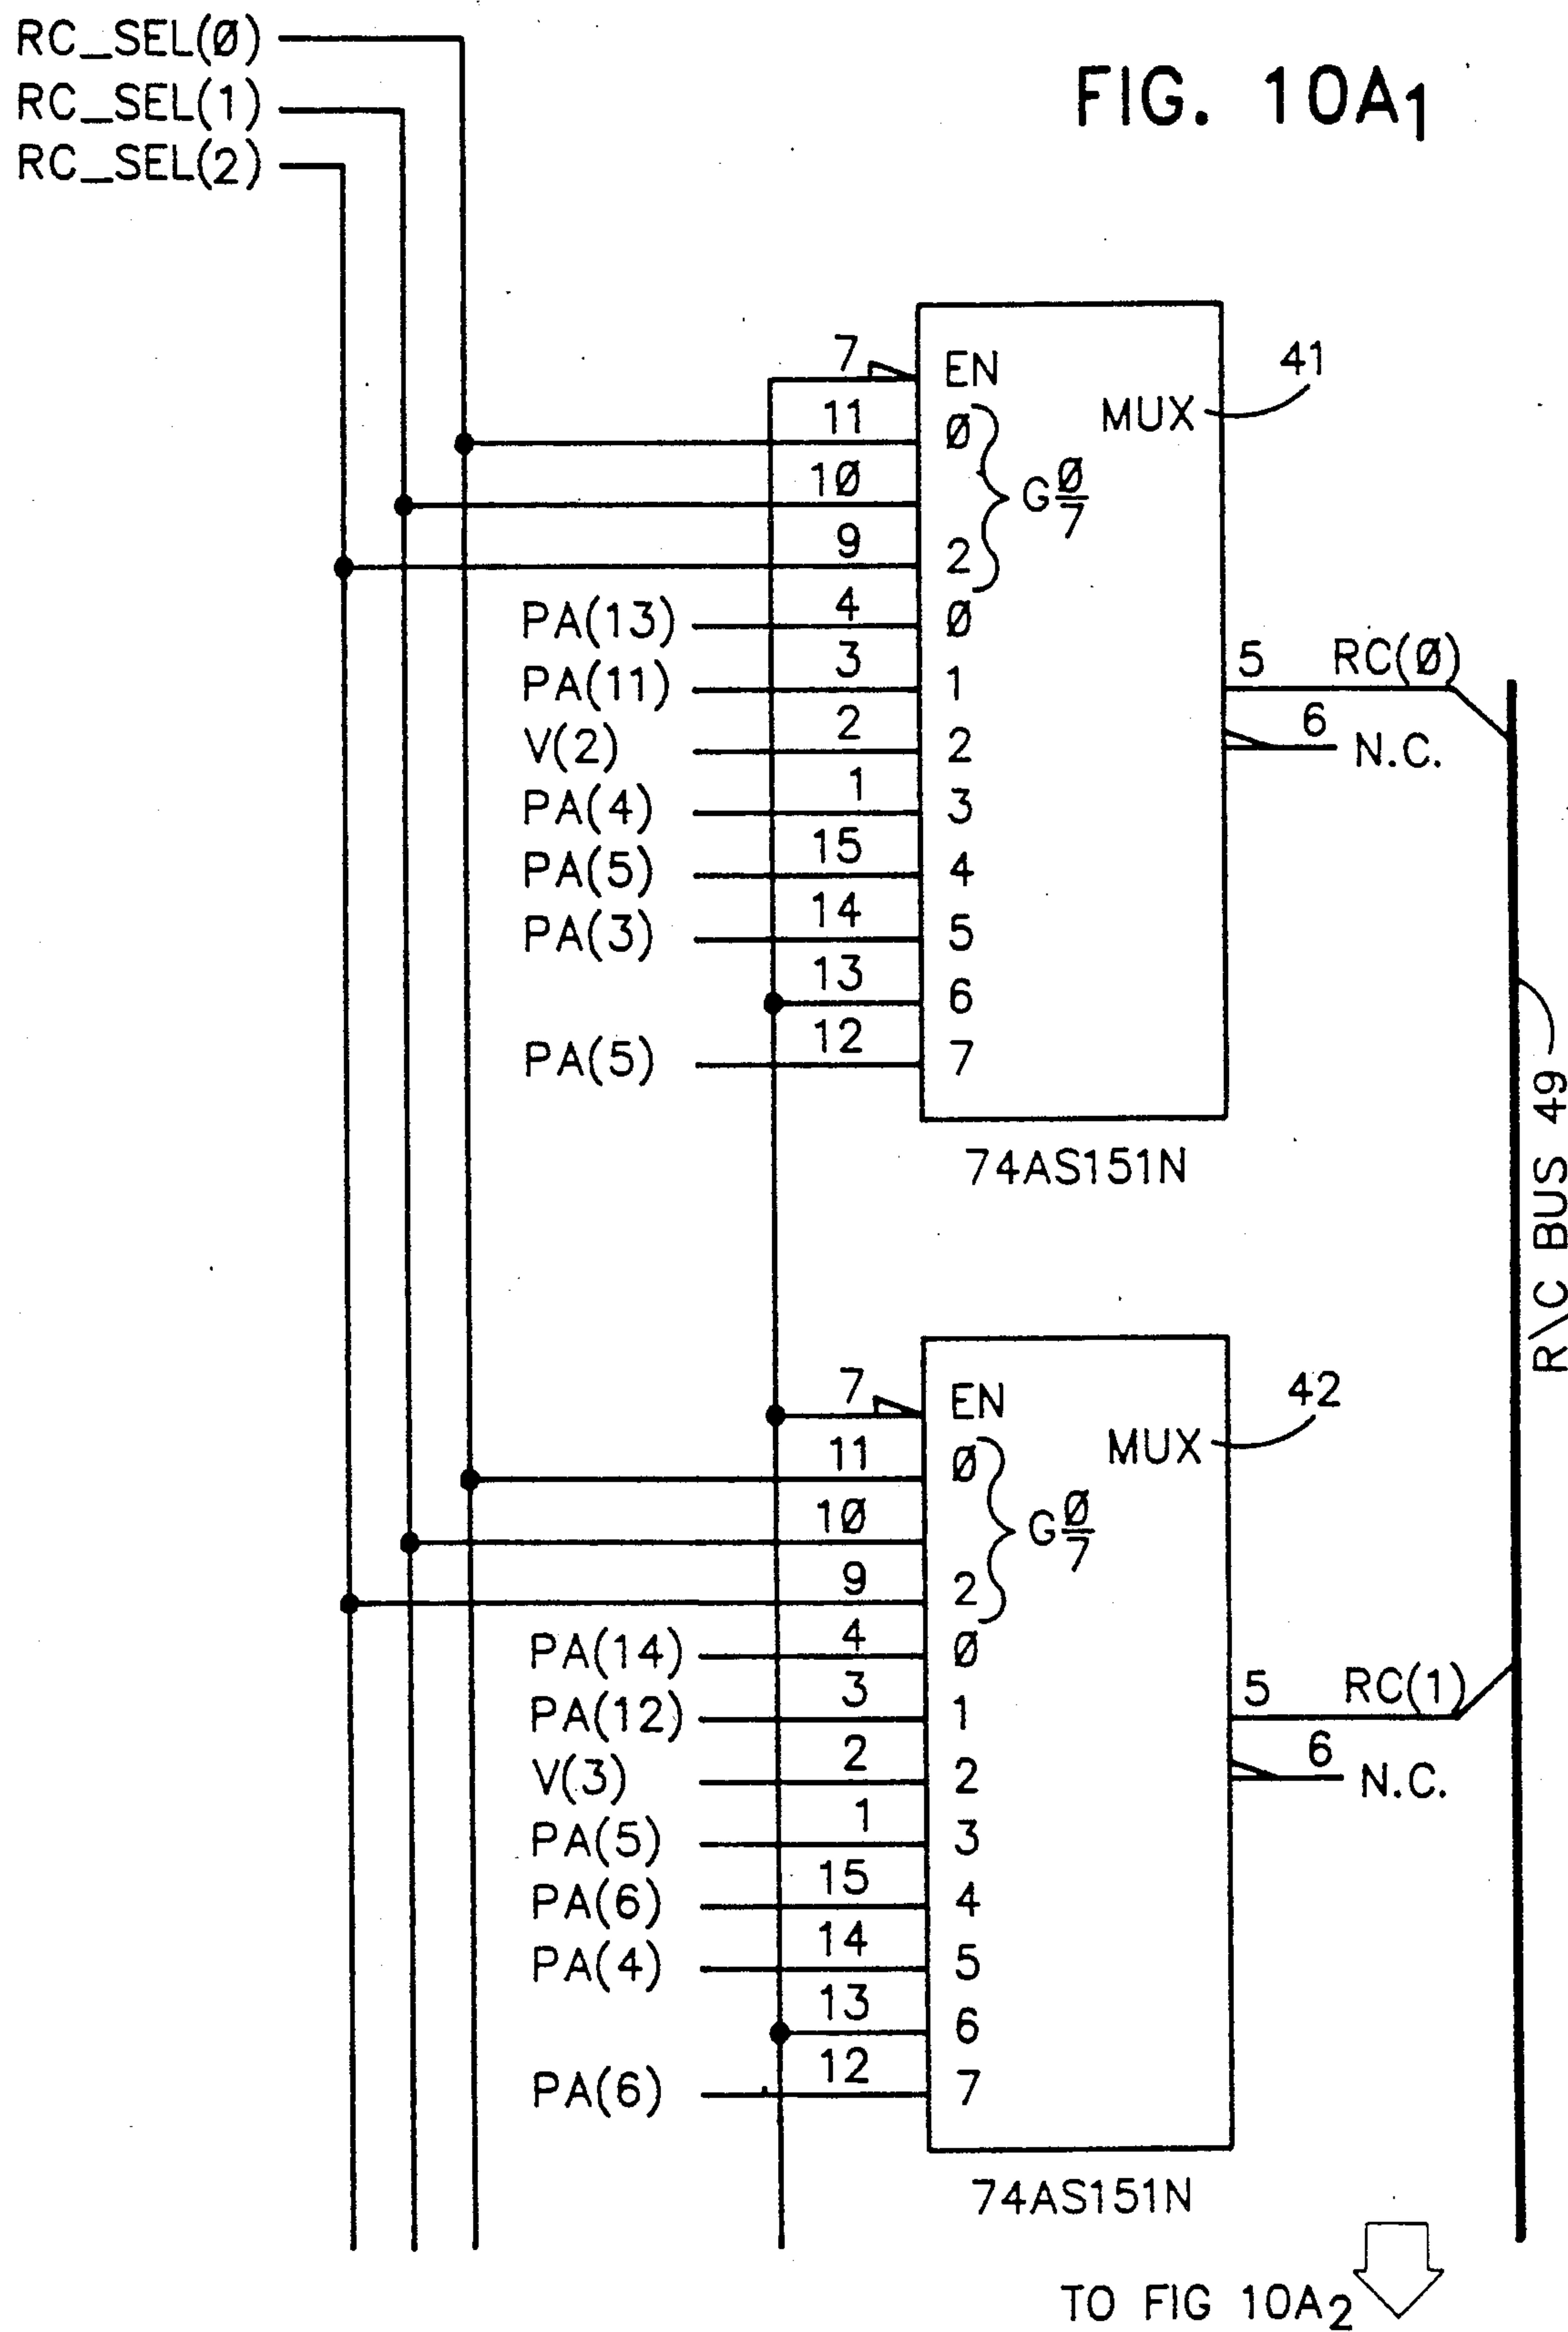 RC_SEL(Ø)
RC_SEL(1)
RC_SEL(2)
FIG. 10A1
7 EN
MUX 41
11 Ø
10̸ G Ø/7
9 2
PA(13) 4 Ø
PA(11) 3 1
V(2) 2 2
PA(4) 1 3
PA(5) 15 4
PA(3) 14 5
13 6
PA(5) 12 7
5 RC(Ø)
6 N.C.
74AS151N
R\C BUS 49
7 EN
MUX 42
11 Ø
1Ø G Ø/7
9 2
PA(14) 4 Ø
PA(12) 3 1
V(3) 2 2
PA(5) 1 3
PA(6) 15 4
PA(4) 14 5
13 6
PA(6) 12 7
5 RC(1)
6 N.C.
74AS151N
TO FIG 10A2